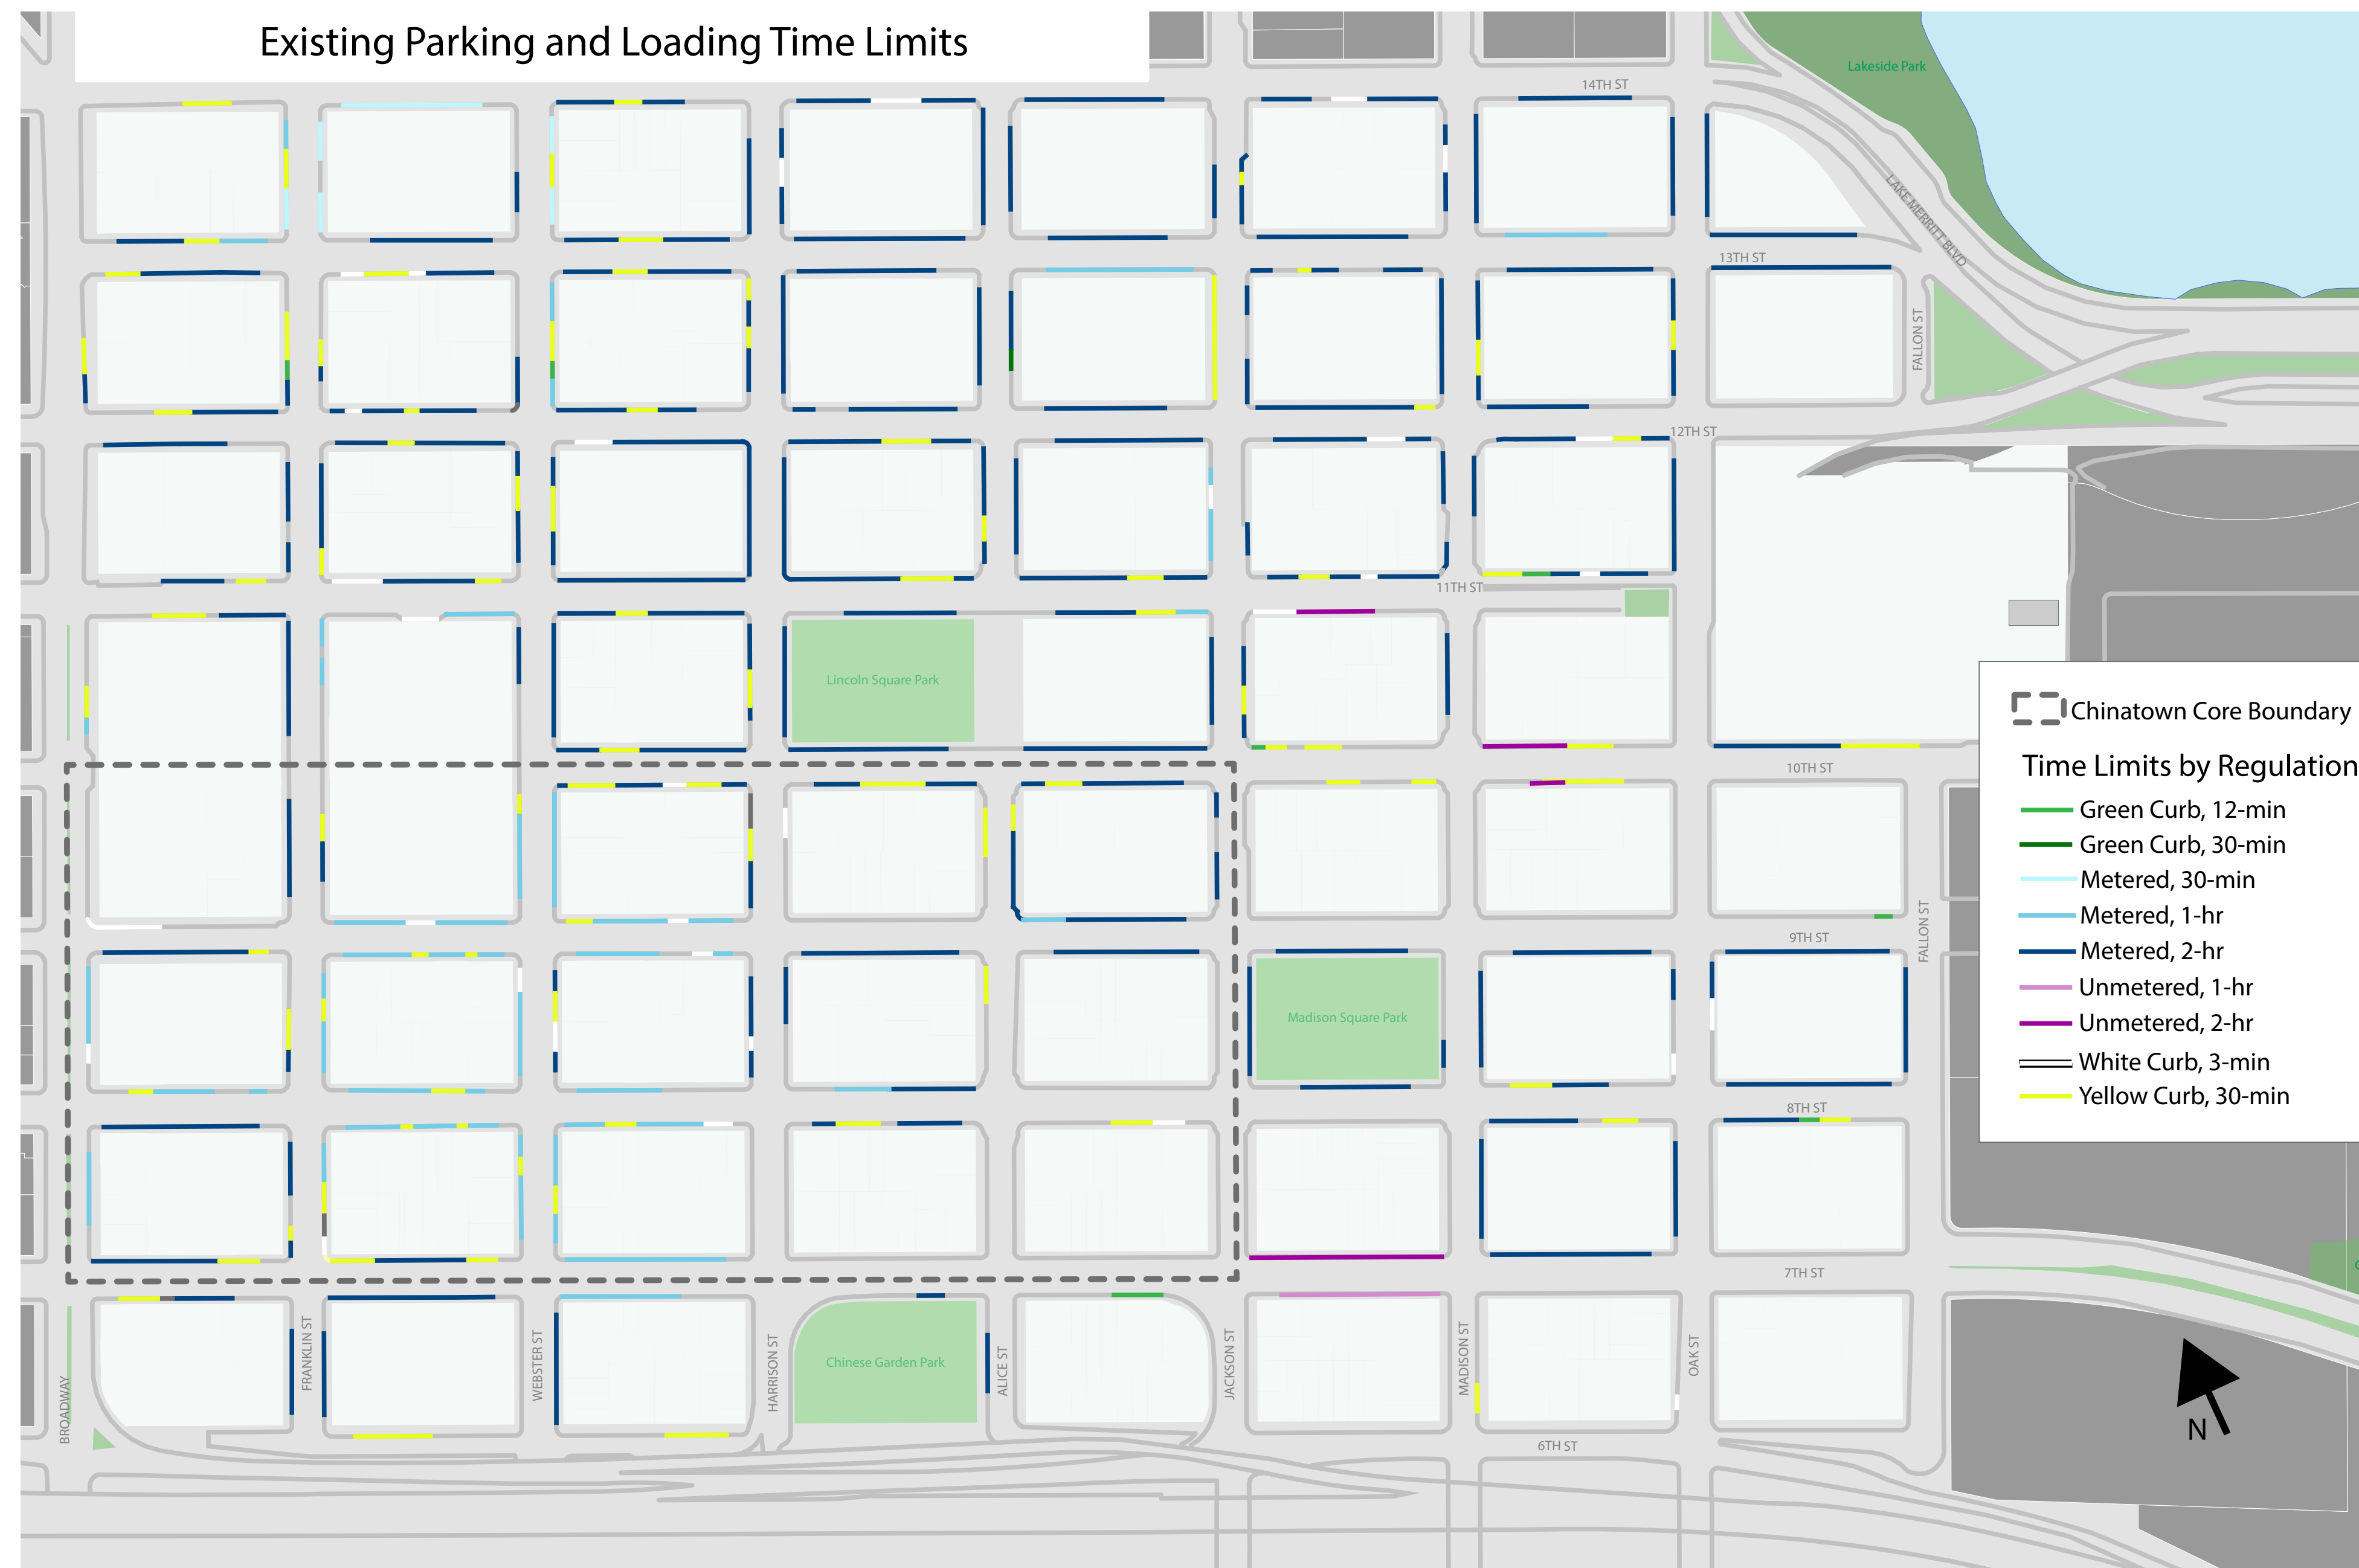 Existing Parking and Loading Time Limits
Lakeside Park
14TH ST
LAKE MERRITT BLVD
13TH ST
FALLON ST
12TH ST
11TH ST
Lincoln Square Park
Chinatown Core Boundary
Time Limits by Regulation
10TH ST
Green Curb, 12-min
Green Curb, 30-min
Metered, 30-min
Metered, 1-hr
9TH ST
FALLON ST
Metered, 2-hr
Unmetered, 1-hr
Madison Square Park
Unmetered, 2-hr
White Curb, 3-min
Yellow Curb, 30-min
8TH ST
7TH ST
BROADWAY
FRANKLIN ST
WEBSTER ST
HARRISON ST
Chinese Garden Park
ALICE ST
JACKSON ST
MADISON ST
OAK ST
N
6TH ST